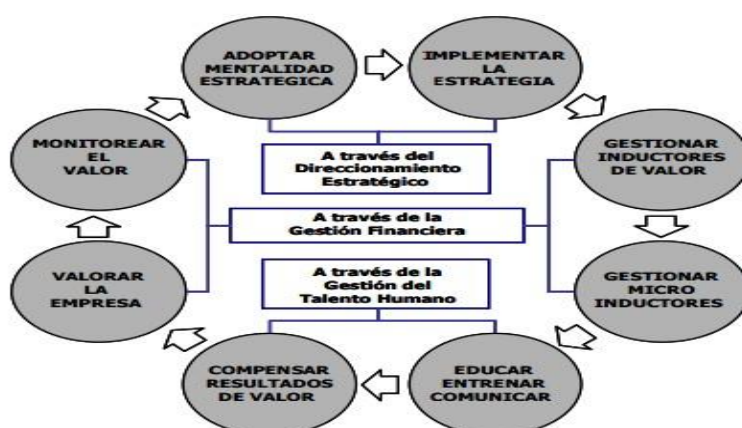 ADOPTAR
MENTALIDAD
ESTRATEGICA
IMPLEMENTAR
LA
ESTRATEGIA
MONITOREAR
EL
VALOR
A través del
Direccionamiento
Estratégico
GESTIONAR
INDUCTORES
DE VALOR
A través de la
Gestión Financiera
VALORAR
LA
EMPRESA
A través de la
Gestión del
Talento Humano
GESTIONAR
MICRO
INDUCTORES
COMPENSAR
RESULTADOS
DE VALOR
EDUCAR
ENTRENAR
COMUNICAR